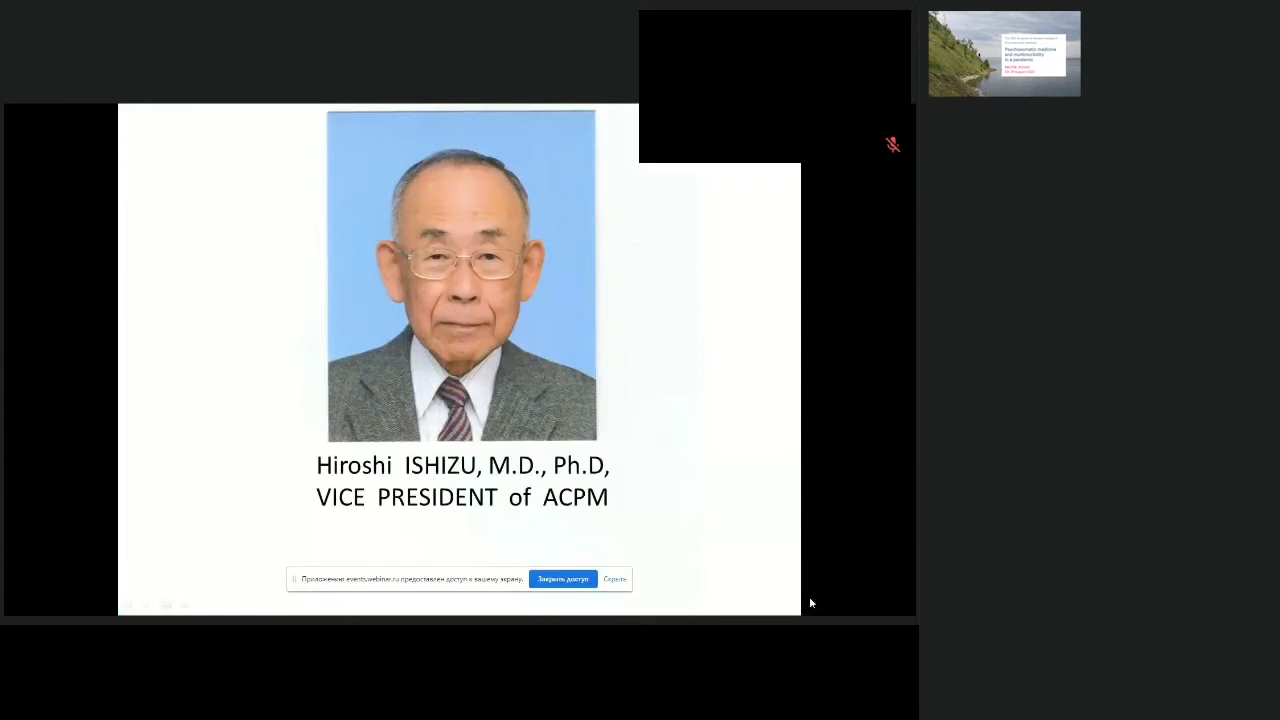 Psychosomatic medicine
and multimorbidity
in a pandemic
Hiroshi ISHIZU, M.D., Ph.D,
VICE PRESIDENT of ACPM
Приложению events.webinar.ru предоставлен доступ к вашему экрану.
Закрыть доступ
Скрыть